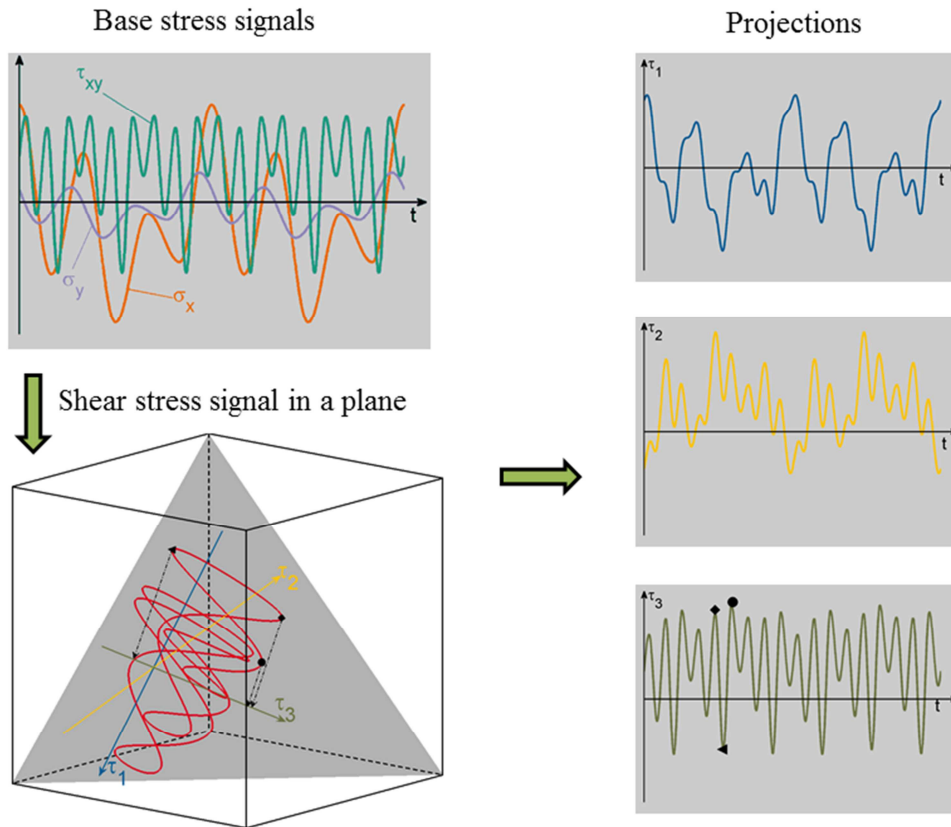 Base stress signals
τxy
t
σy
σx
Shear stress signal in a plane
τ2
τ3
τ1
Projections
τ1
t
τ2
t
τ3
t